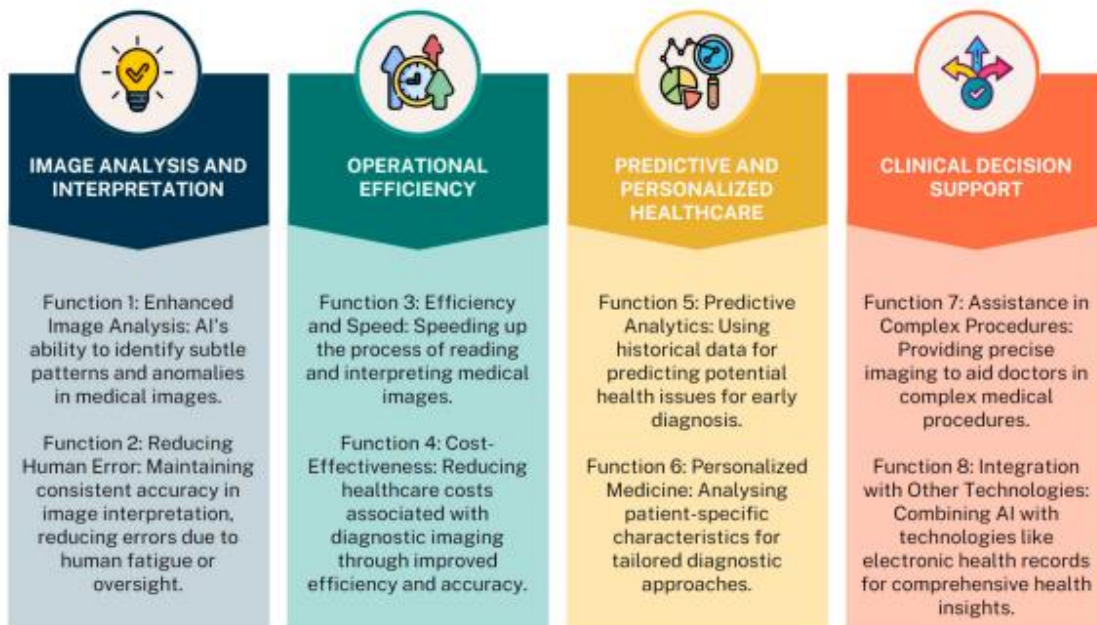 IMAGE ANALYSIS AND
INTERPRETATION
Function 1: Enhanced
Image Analysis: AI's
ability to identify subtle
patterns and anomalies
in medical images.
Function 2: Reducing
Human Error: Maintaining
consistent accuracy in
image interpretation,
reducing errors due to
human fatigue or
oversight.
OPERATIONAL
EFFICIENCY
Function 3: Efficiency
and Speed: Speeding up
the process of reading
and interpreting medical
images.
Function 4: Cost-
Effectiveness: Reducing
healthcare costs
associated with
diagnostic imaging
through improved
efficiency and accuracy.
PREDICTIVE AND
PERSONALIZED
HEALTHCARE
Function 5: Predictive
Analytics: Using
historical data for
predicting potential
health issues for early
diagnosis.
Function 6: Personalized
Medicine: Analysing
patient-specific
characteristics for
tailored diagnostic
approaches.
CLINICAL DECISION
SUPPORT
Function 7: Assistance in
Complex Procedures:
Providing precise
imaging to aid doctors in
complex medical
procedures.
Function 8: Integration
with Other Technologies:
Combining AI with
technologies like
electronic health records
for comprehensive health
insights.